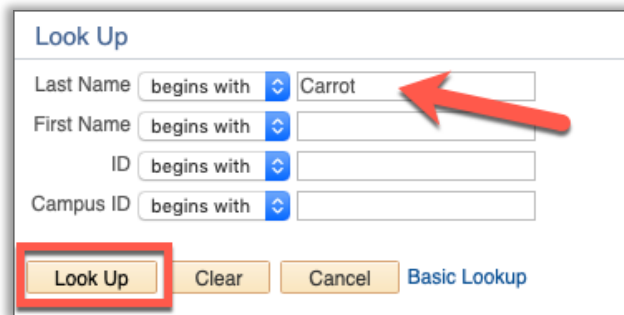 Look Up
Last Name begins with Carrot
First Name begins with
ID begins with
Campus ID begins with
Look Up Clear Cancel Basic Lookup